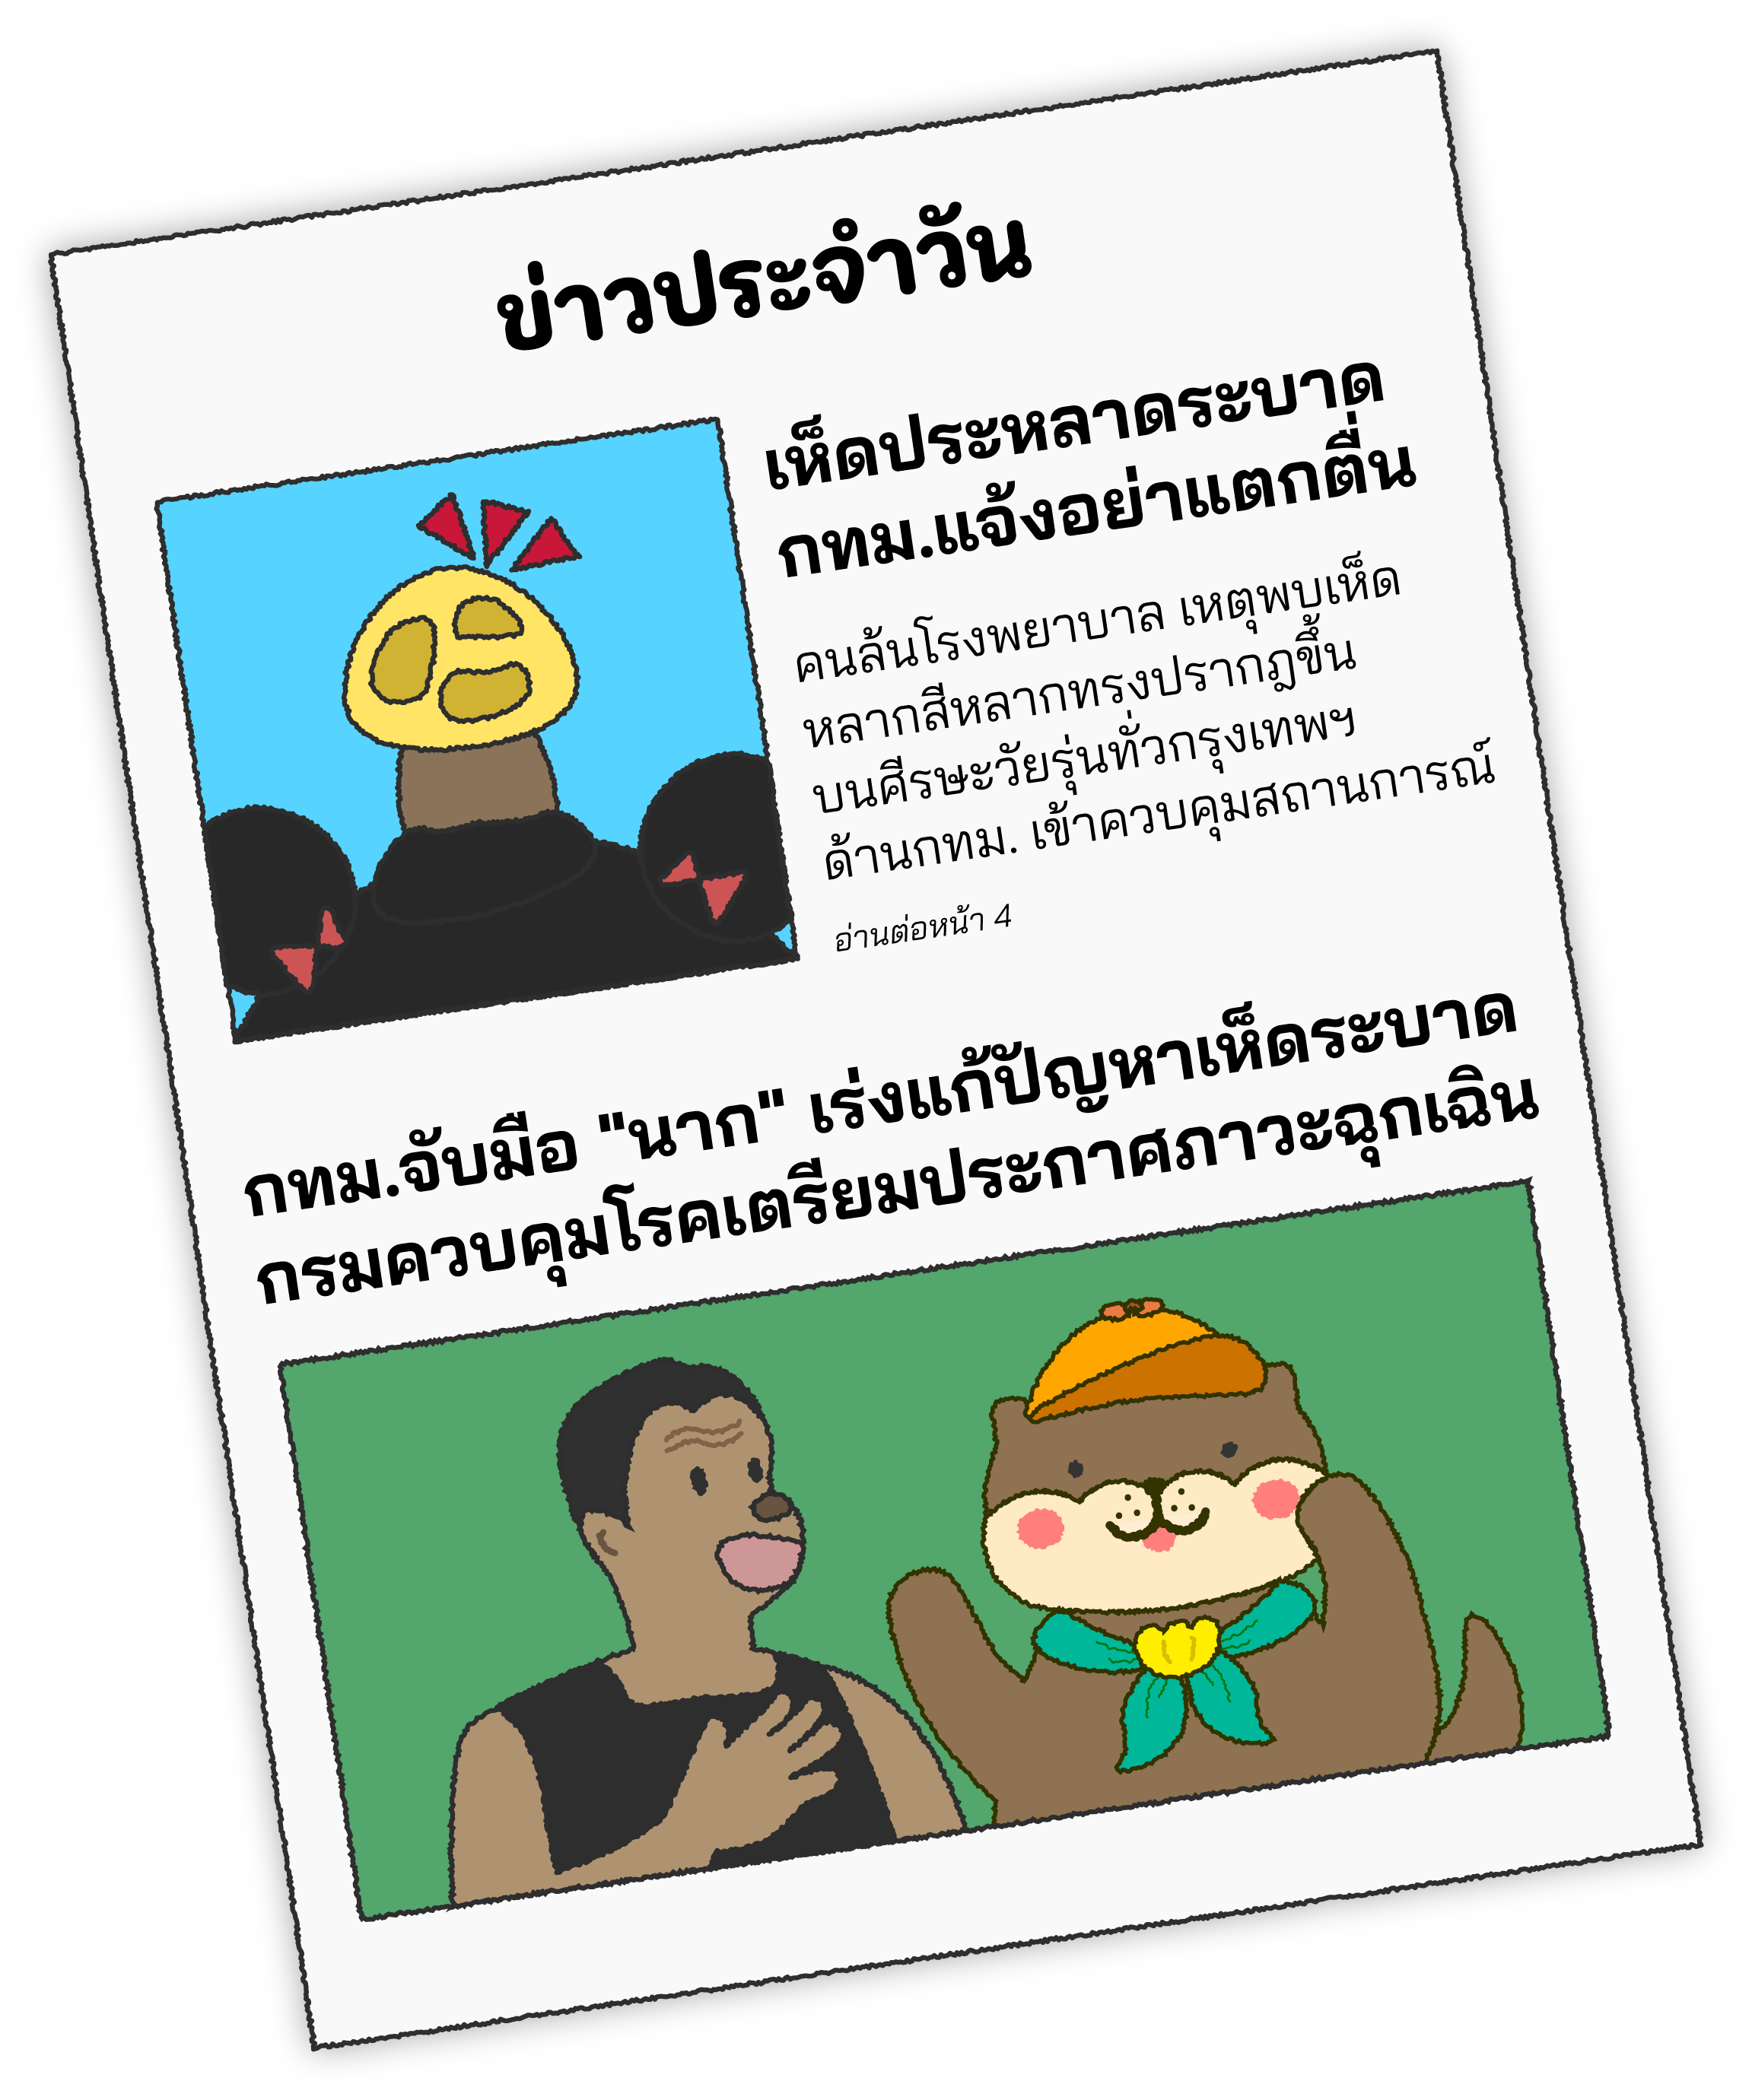 ข่าวประจำวัน
เห็ดประหลาดระบาด
กทม.แจ้งอย่าแตกตื่น
คนล้นโรงพยาบาล เหตุพบเห็ด
หลากสีหลากทรงปรากฎขึ้น
บนศีรษะวัยรุ่นทั่วกรุงเทพฯ
ด้านกทม. เข้าควบคุมสถานการณ์
อ่านต่อหน้า 4
กทม.จับมือ "นาก" เร่งแก้ปัญหาเห็ดระบาด
กรมควบคุมโรคเตรียมประกาศภาวะฉุกเฉิน